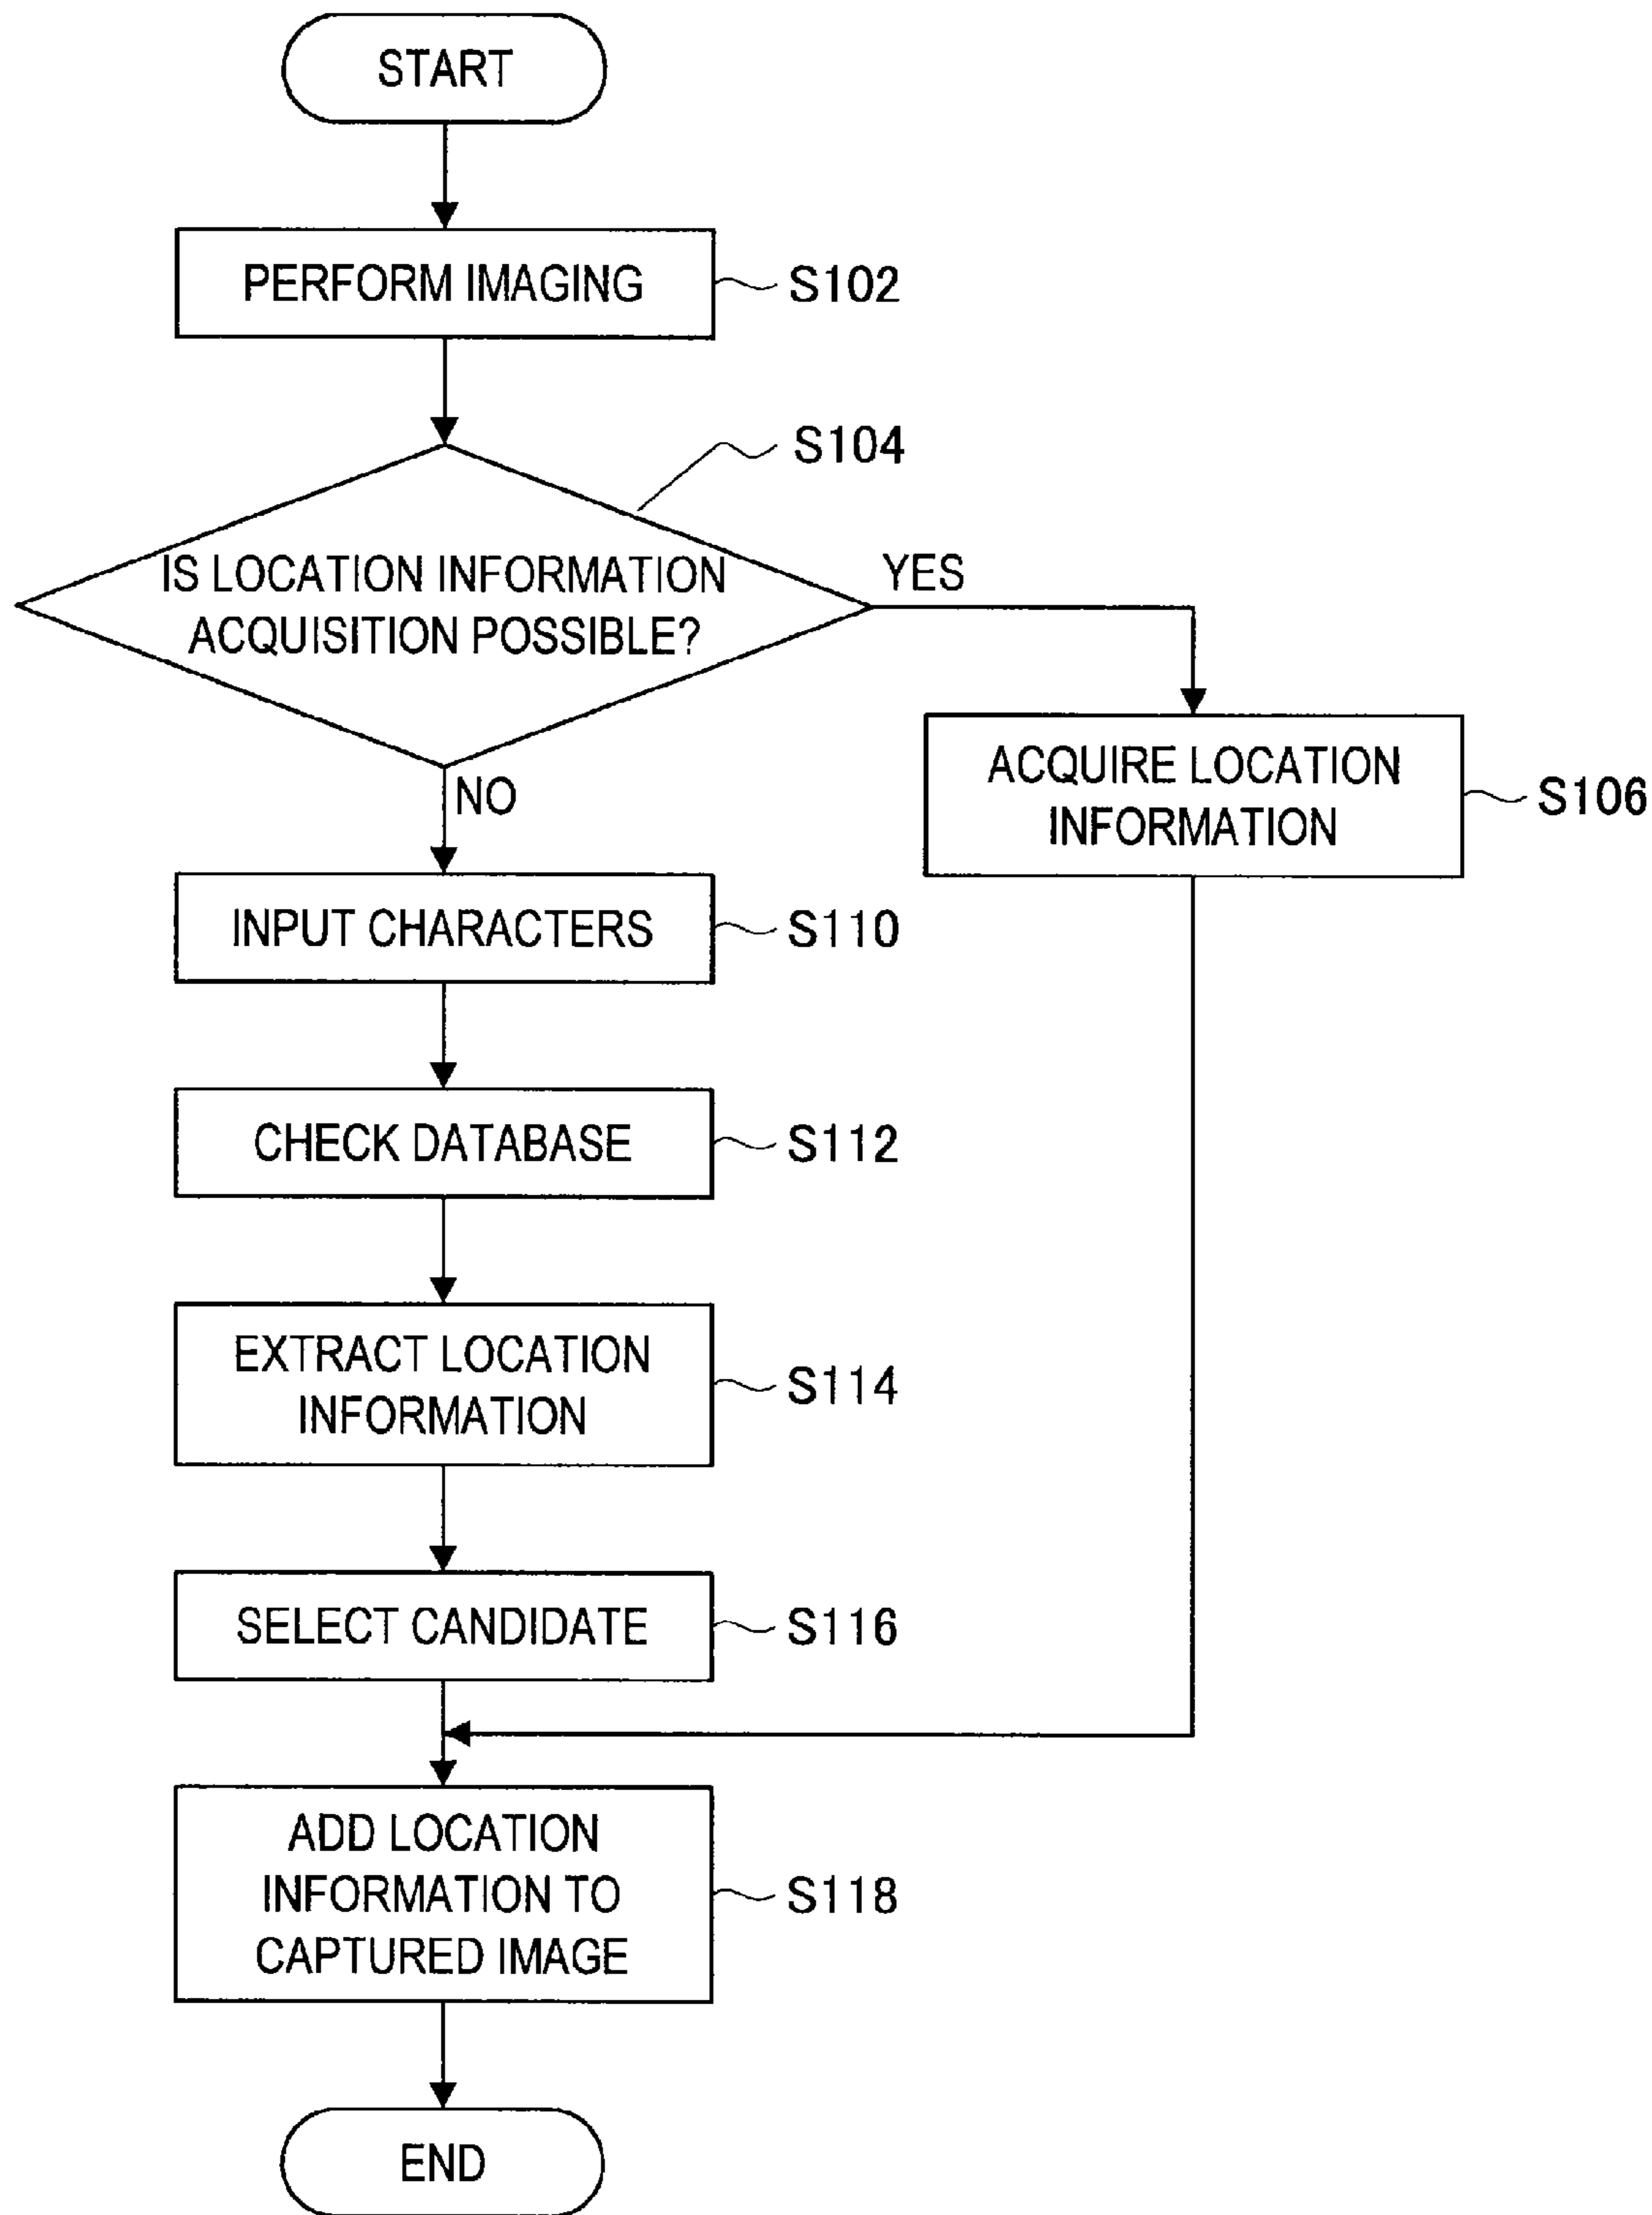 START
PERFORM IMAGING
S102
S104
IS LOCATION INFORMATION
ACQUISITION POSSIBLE?
YES
NO
ACQUIRE LOCATION
INFORMATION
S106
INPUT CHARACTERS
S110
CHECK DATABASE
S112
EXTRACT LOCATION
INFORMATION
S114
SELECT CANDIDATE
S116
ADD LOCATION
INFORMATION TO
CAPTURED IMAGE
S118
END